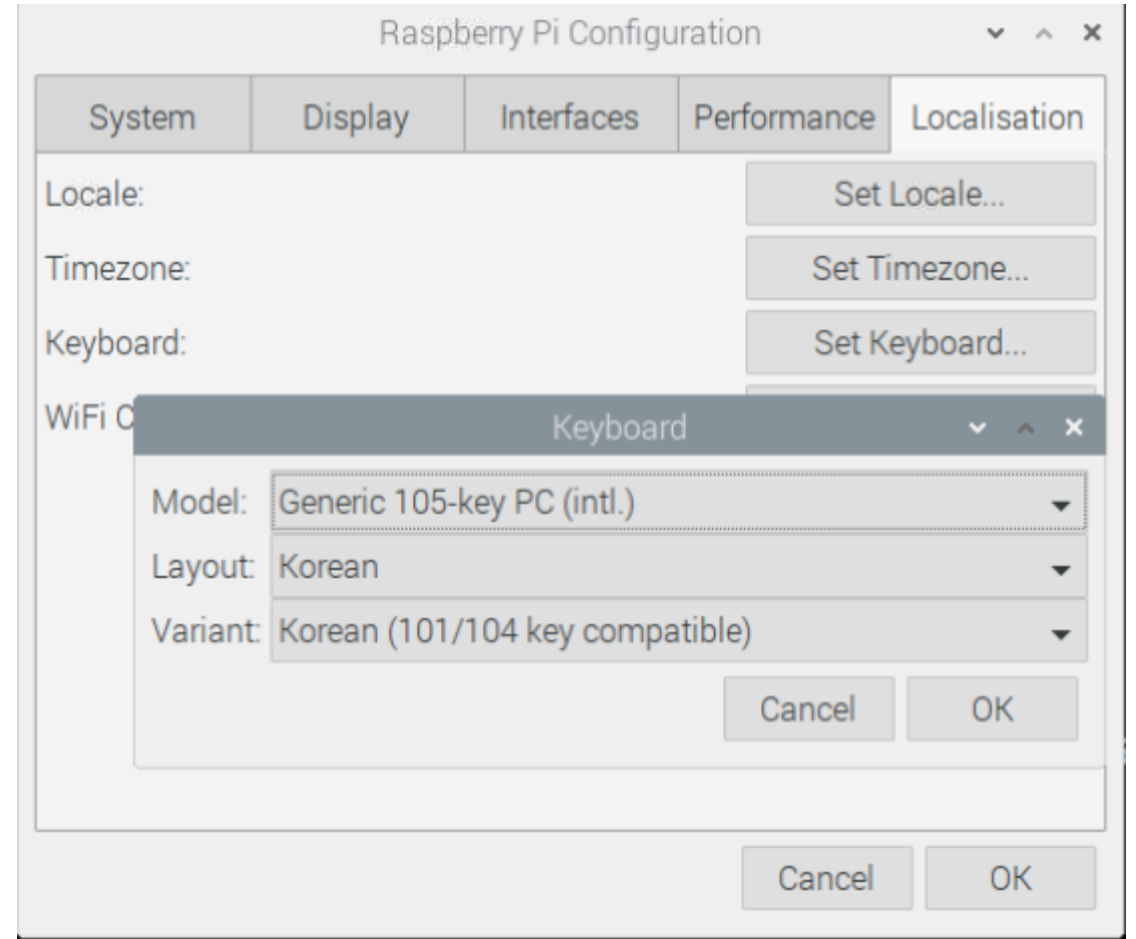 Raspberry Pi Configuration
System Display Interfaces Performance Localisation
Locale: Set Locale...
Timezone: Set Timezone...
Keyboard: Set Keyboard...
WiFi C
Keyboard
Model: Generic 105-key PC (intl.)
Layout: Korean
Variant: Korean (101/104 key compatible)
Cancel OK
Cancel OK